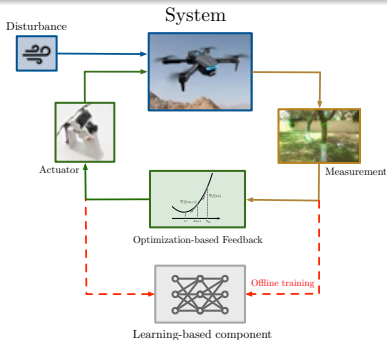 System
Disturbance
Actuator
Measurement
Optimization-based Feedback
Offline training
Learning-based component